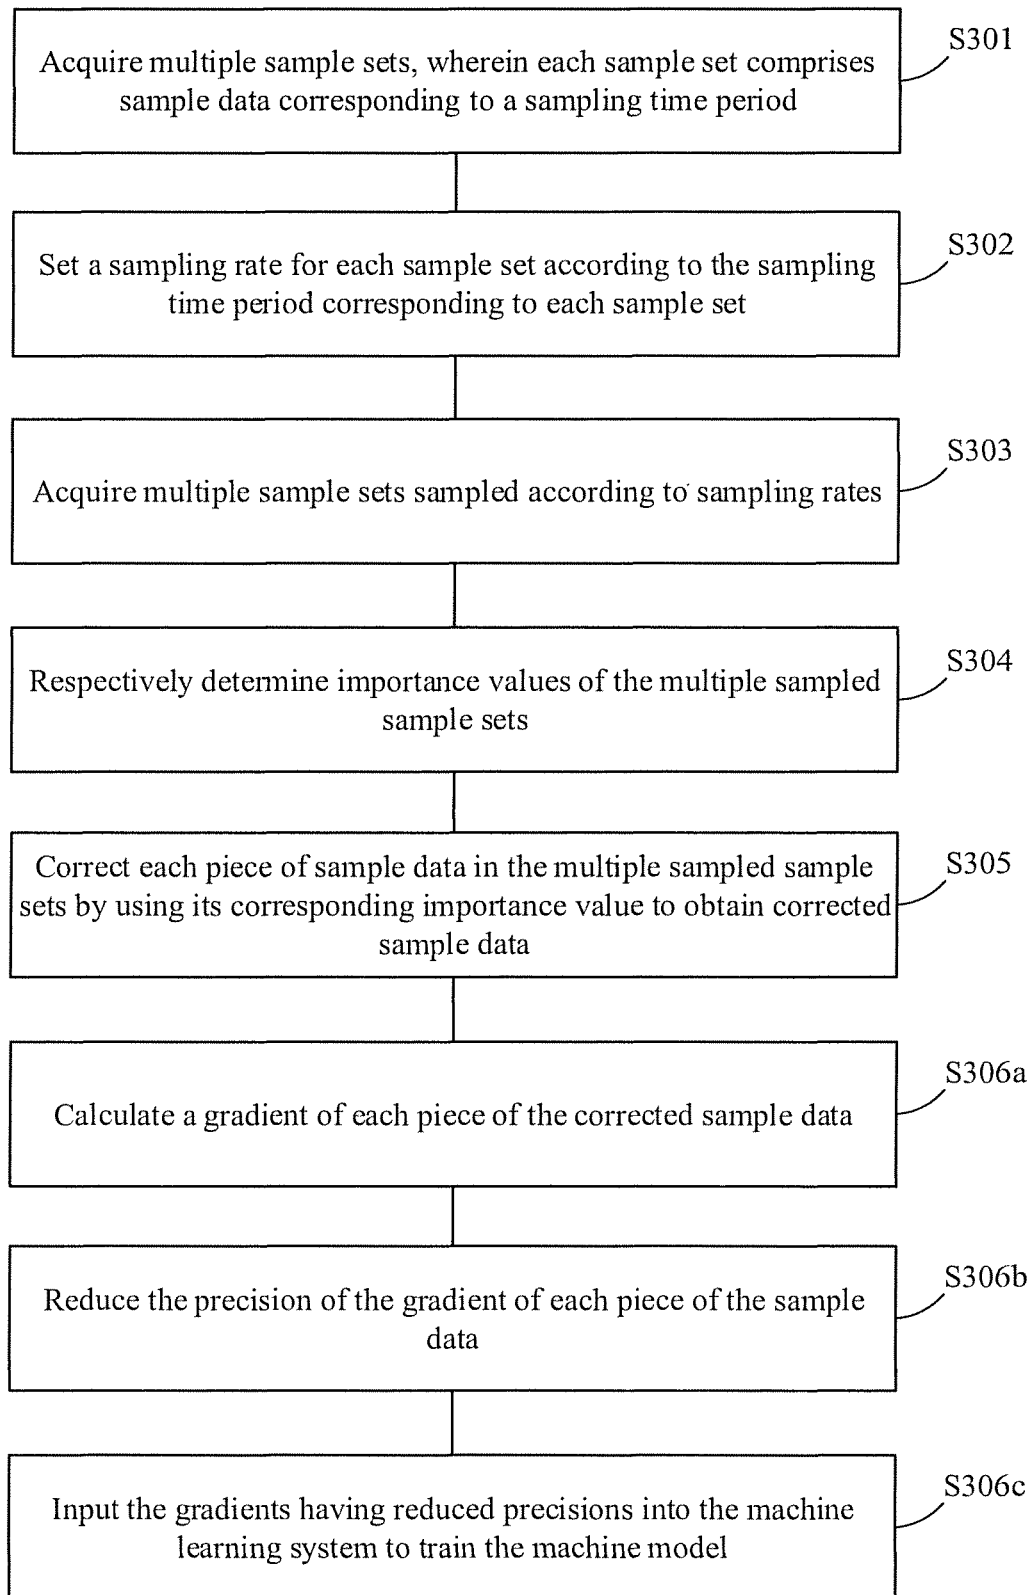 Acquire multiple sample sets, wherein each sample set comprises
sample data corresponding to a sampling time period
S301
Set a sampling rate for each sample set according to the sampling
time period corresponding to each sample set
S302
Acquire multiple sample sets sampled according to sampling rates
S303
Respectively determine importance values of the multiple sampled
sample sets
S304
Correct each piece of sample data in the multiple sampled sample
sets by using its corresponding importance value to obtain corrected
sample data
S305
Calculate a gradient of each piece of the corrected sample data
S306a
Reduce the precision of the gradient of each piece of the sample
data
S306b
Input the gradients having reduced precisions into the machine
learning system to train the machine model
S306c